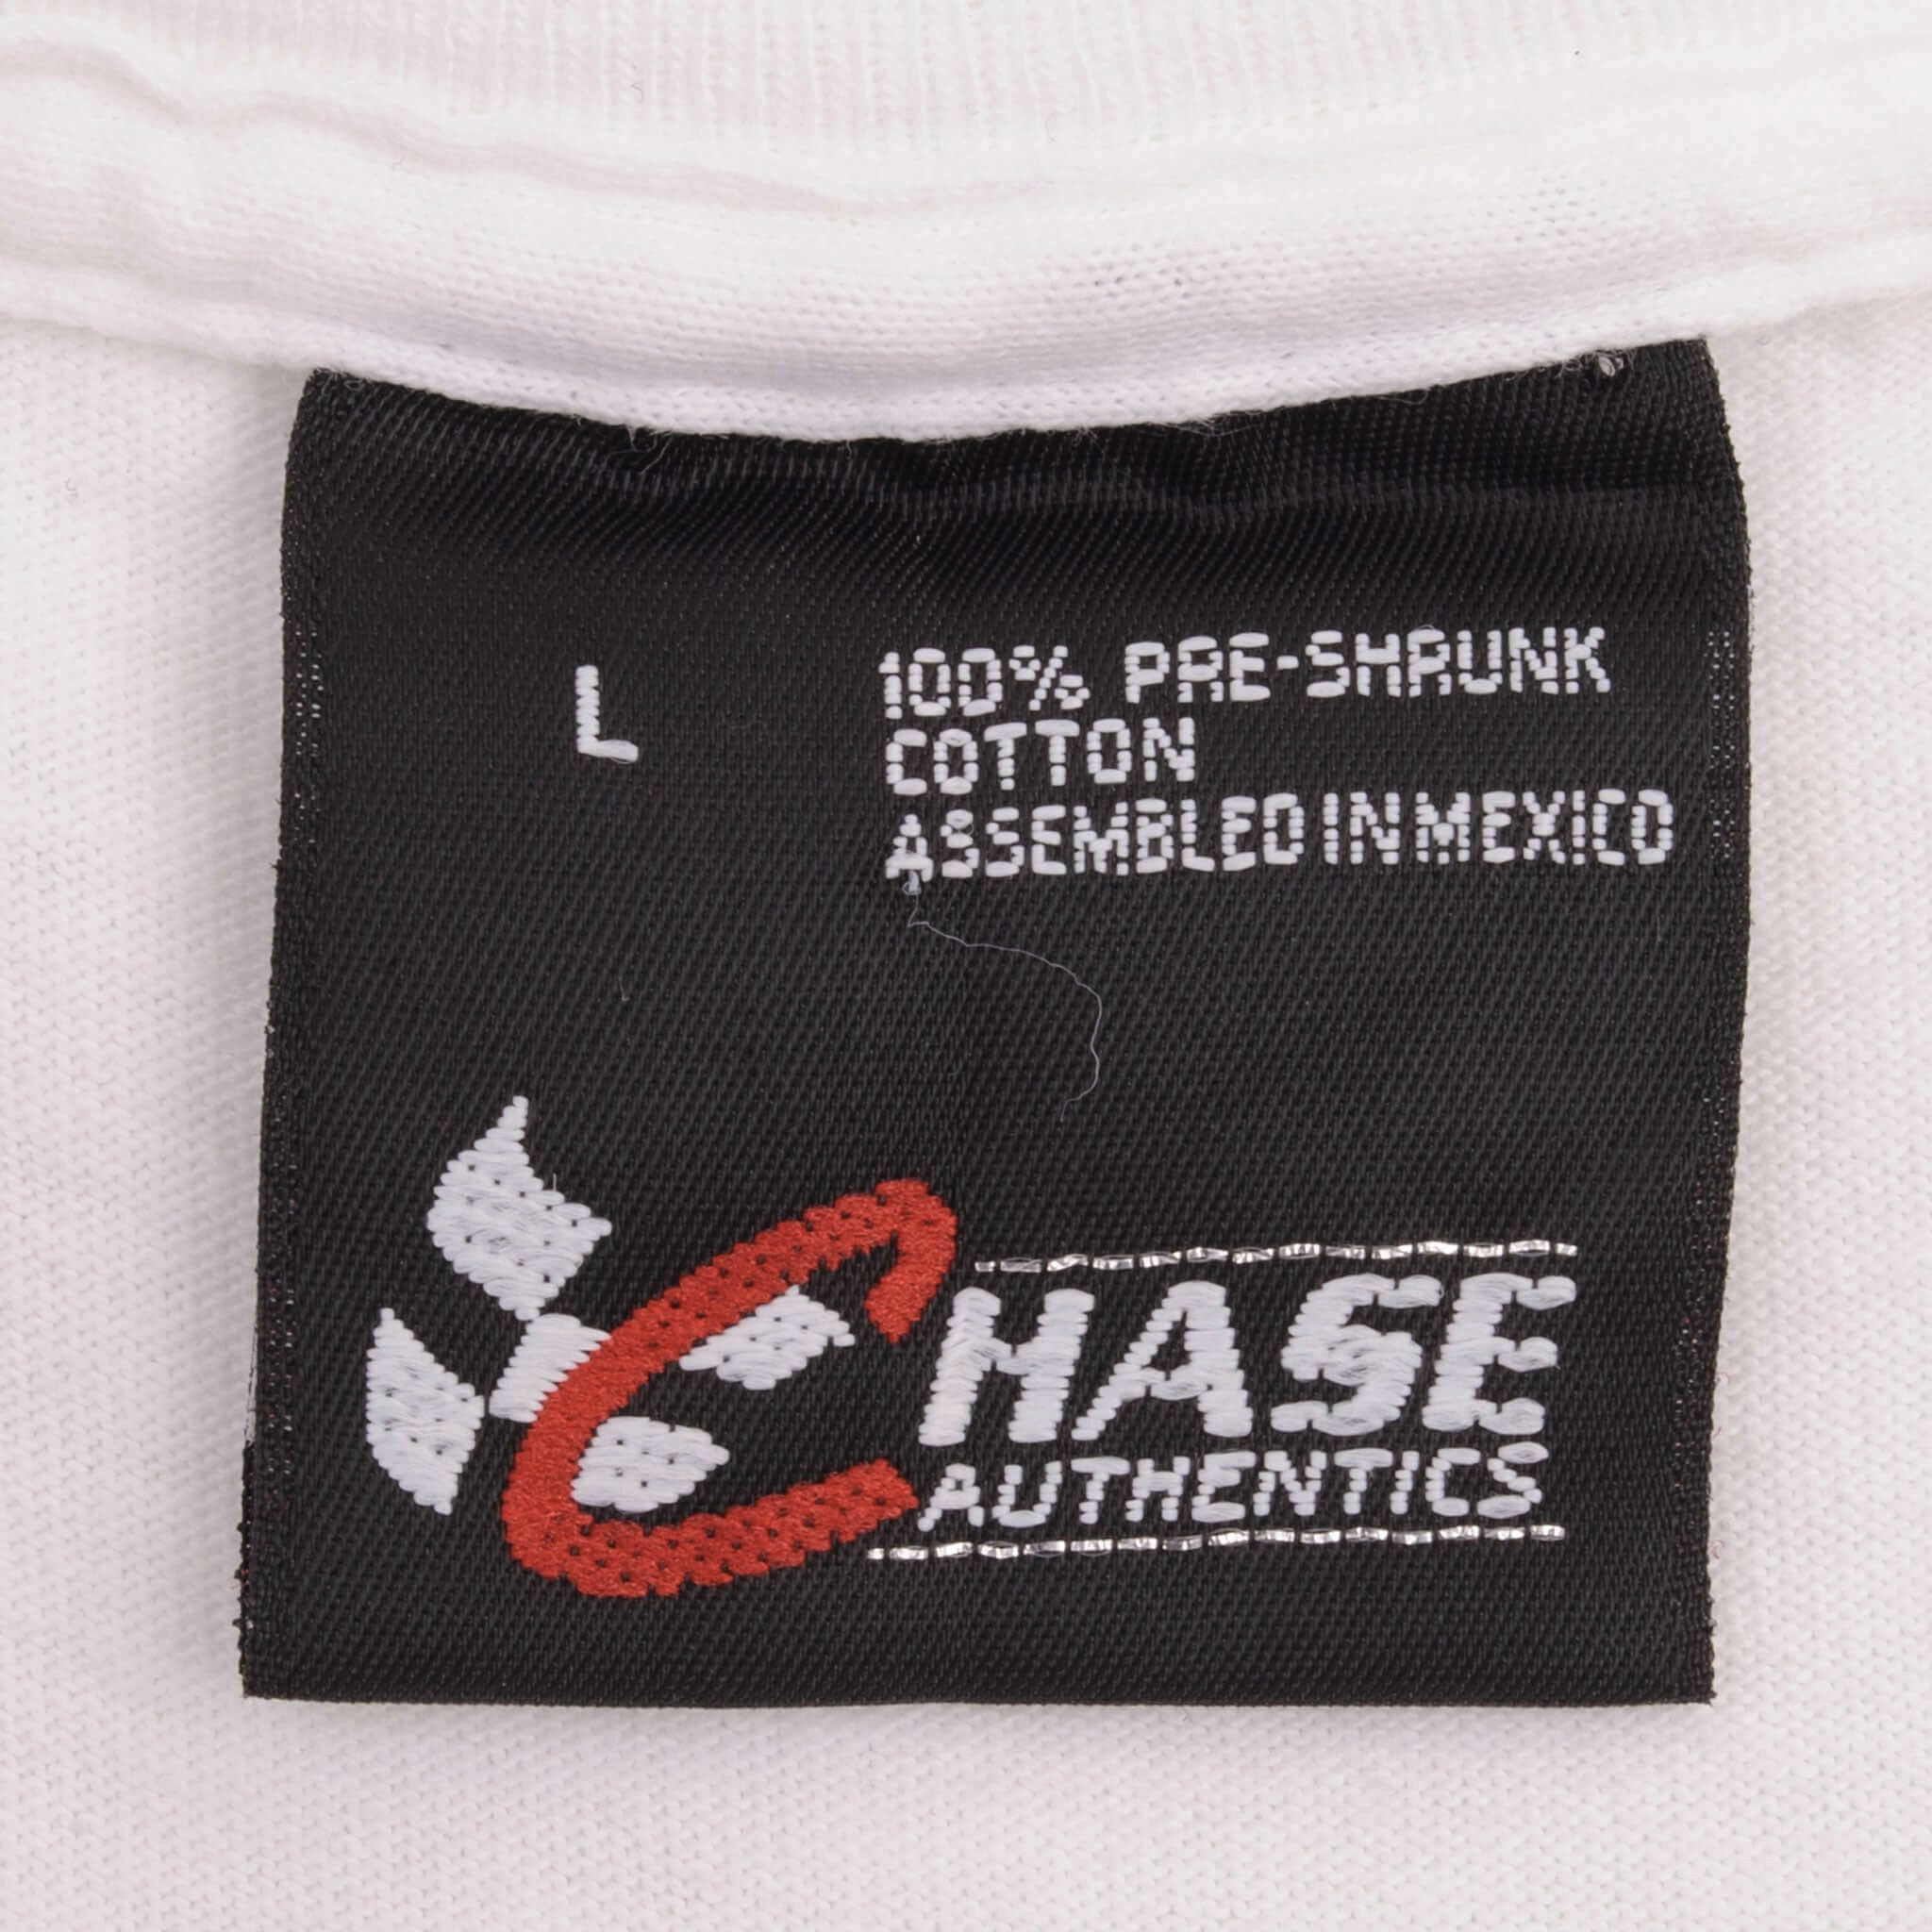 L
100% PRE-SHRUNK
COTTON
ASSEMBLED IN MEXICO
CHASE
AUTHENTICS